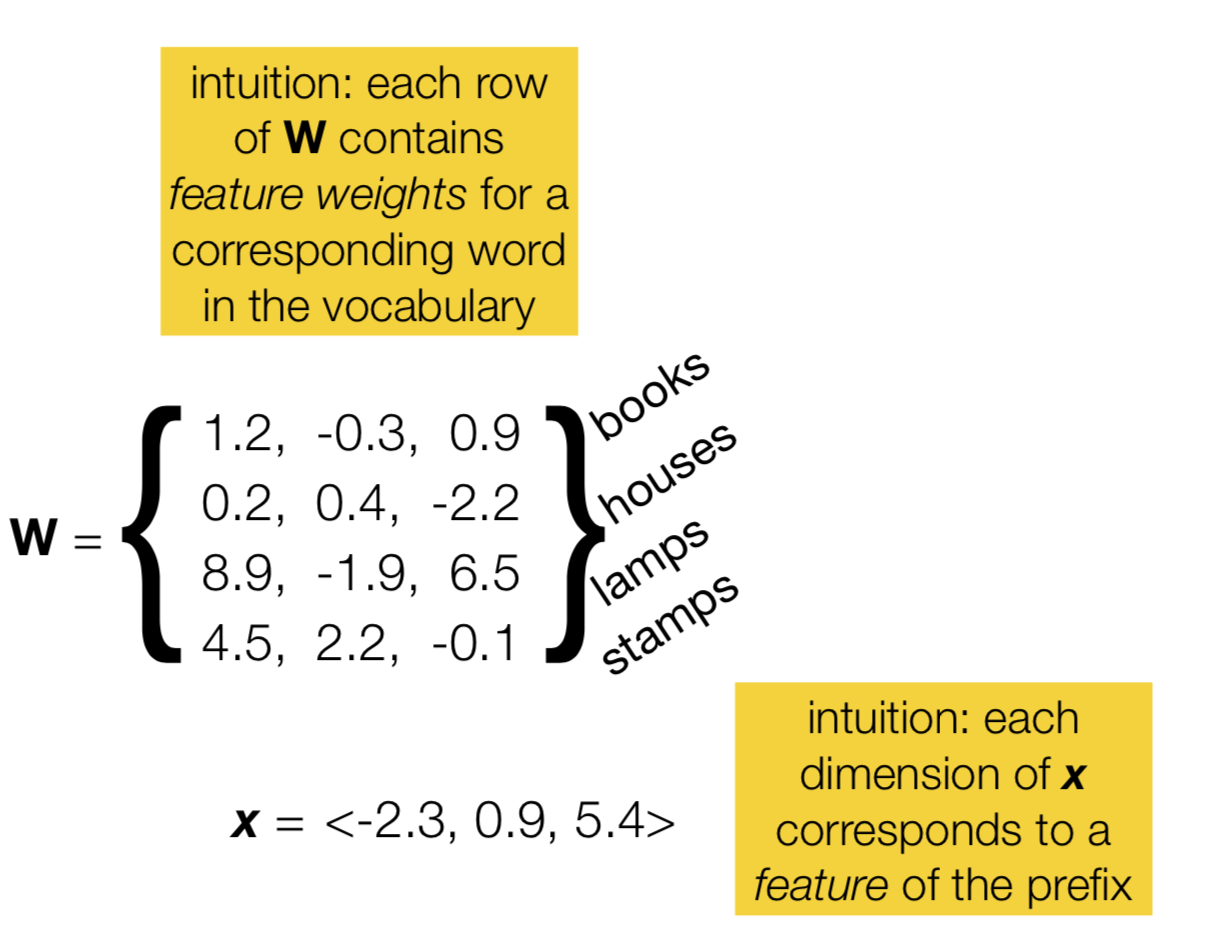 intuition: each row
of W contains
feature weights for a
corresponding word
in the vocabulary
W = { 1.2, -0.3, 0.9 } books
0.2, 0.4, -2.2 houses
8.9, -1.9, 6.5 lamps
4.5, 2.2, -0.1 stamps
x = <-2.3, 0.9, 5.4>
intuition: each
dimension of x
corresponds to a
feature of the prefix